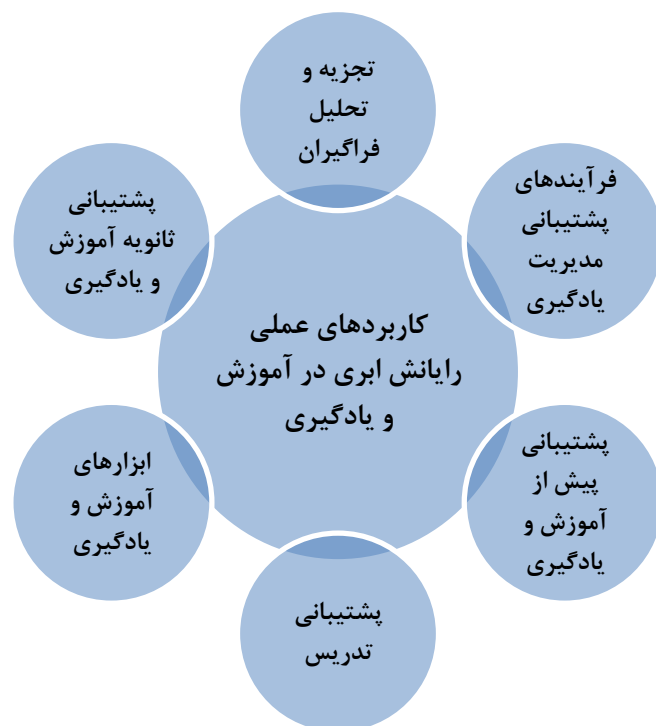 تجزیه و
تحلیل
فراگیران
فرآیندهای
پشتیبانی
مدیریت
یادگیری
پشتیبانی
پیش از
آموزش و
یادگیری
پشتیبانی
تدریس
ابزارهای
آموزش و
یادگیری
پشتیبانی
ثانویه آموزش
و یادگیری
کاربردهای عملی
رایانش ابری در آموزش
و یادگیری